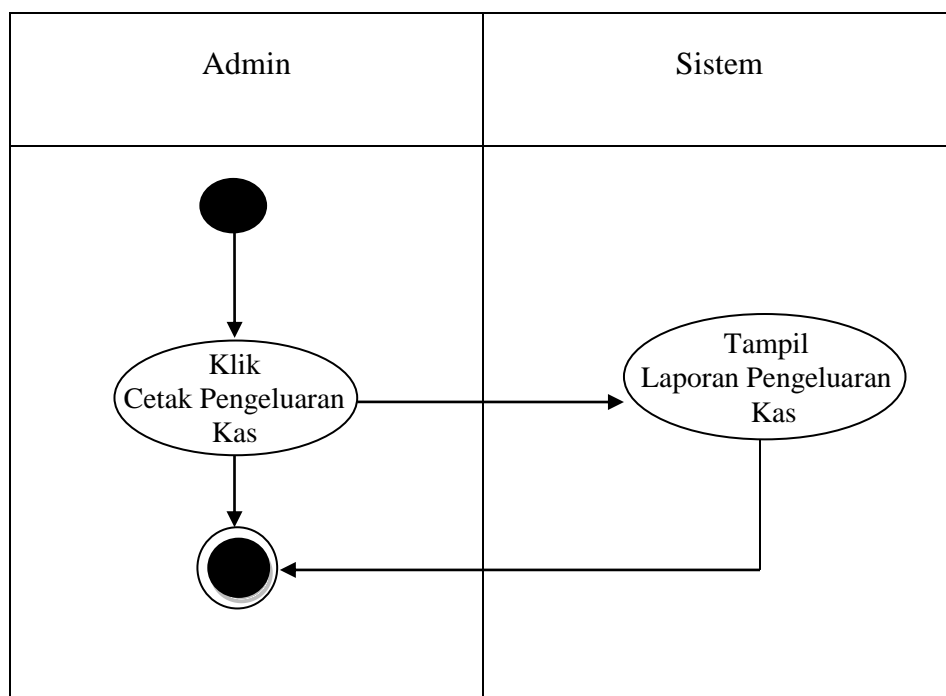 Admin
Sistem
Klik
Cetak Pengeluaran
Kas
Tampil
Laporan Pengeluaran
Kas